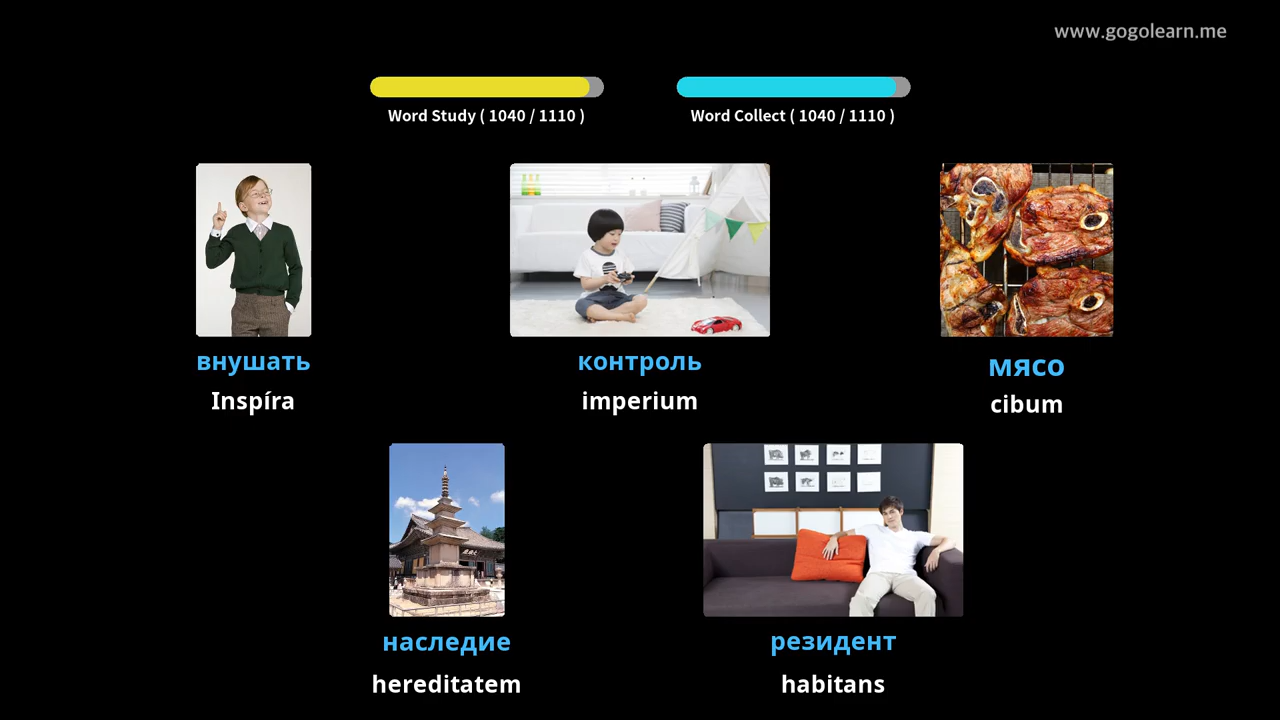 www.gogolearn.me
Word Study ( 1040 / 1110 )
Word Collect ( 1040 / 1110 )
внушать
Inspíra
контроль
imperium
мясо
cibum
наследие
hereditatem
резидент
habitans